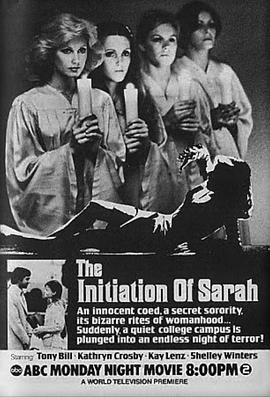 The
Initiation Of Sarah
An innocent coed, a secret sorority,
its bizarre rites of womanhood...
Suddenly, a quiet college campus is
plunged into an endless night of terror!
Starring: Tony Bill · Kathryn Crosby · Kay Lenz · Shelley Winters
abc ABC MONDAY NIGHT MOVIE 8:00PM 2
A WORLD TELEVISION PREMIERE